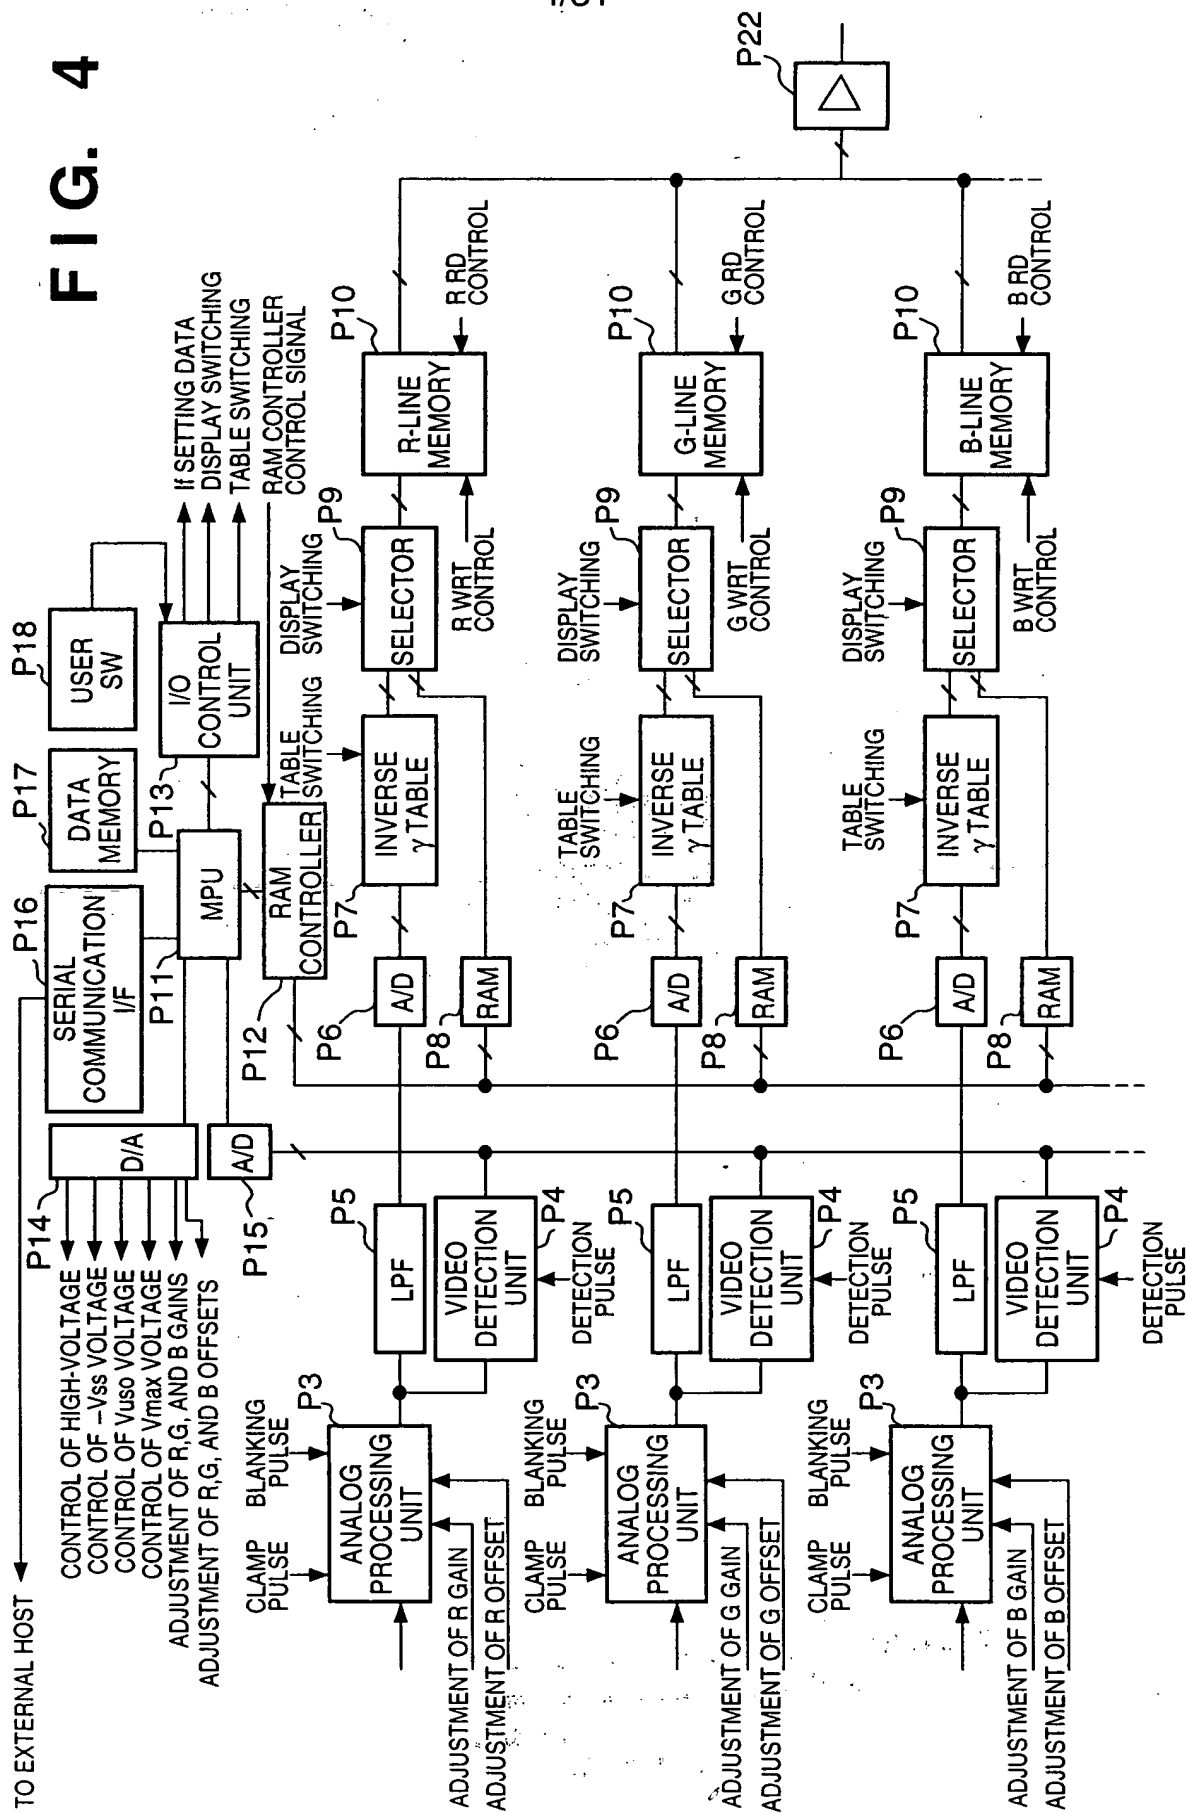 FIG. 4
TO EXTERNAL HOST
CONTROL OF HIGH-VOLTAGE
CONTROL OF -Vss VOLTAGE
CONTROL OF Vuso VOLTAGE
CONTROL OF Vmax VOLTAGE
ADJUSTMENT OF R,G, AND B GAINS
ADJUSTMENT OF R,G, AND B OFFSETS
P14
D/A
P15
A/D
P16
SERIAL
COMMUNICATION
I/F
P11
MPU
P17
DATA
MEMORY
P18
USER
SW
P13
I/O
CONTROL
UNIT
If SETTING DATA
DISPLAY SWITCHING
TABLE SWITCHING
RAM CONTROLLER
CONTROL SIGNAL
P12
RAM
CONTROLLER
CLAMP
PULSE
BLANKING
PULSE
P3
ANALOG
PROCESSING
UNIT
ADJUSTMENT OF R GAIN
ADJUSTMENT OF R OFFSET
P5
LPF
P4
VIDEO
DETECTION
UNIT
DETECTION
PULSE
P6
A/D
P8
RAM
P7
INVERSE
γ TABLE
TABLE
SWITCHING
P9
SELECTOR
DISPLAY
SWITCHING
P10
R-LINE
MEMORY
R WRT
CONTROL
R RD
CONTROL
CLAMP
PULSE
BLANKING
PULSE
P3
ANALOG
PROCESSING
UNIT
ADJUSTMENT OF G GAIN
ADJUSTMENT OF G OFFSET
P5
LPF
P4
VIDEO
DETECTION
UNIT
DETECTION
PULSE
P6
A/D
P8
RAM
P7
INVERSE
γ TABLE
TABLE
SWITCHING
P9
SELECTOR
DISPLAY
SWITCHING
P10
G-LINE
MEMORY
G WRT
CONTROL
G RD
CONTROL
CLAMP
PULSE
BLANKING
PULSE
P3
ANALOG
PROCESSING
UNIT
ADJUSTMENT OF B GAIN
ADJUSTMENT OF B OFFSET
P5
LPF
P4
VIDEO
DETECTION
UNIT
DETECTION
PULSE
P6
A/D
P8
RAM
P7
INVERSE
γ TABLE
TABLE
SWITCHING
P9
SELECTOR
DISPLAY
SWITCHING
P10
B-LINE
MEMORY
B WRT
CONTROL
B RD
CONTROL
P22